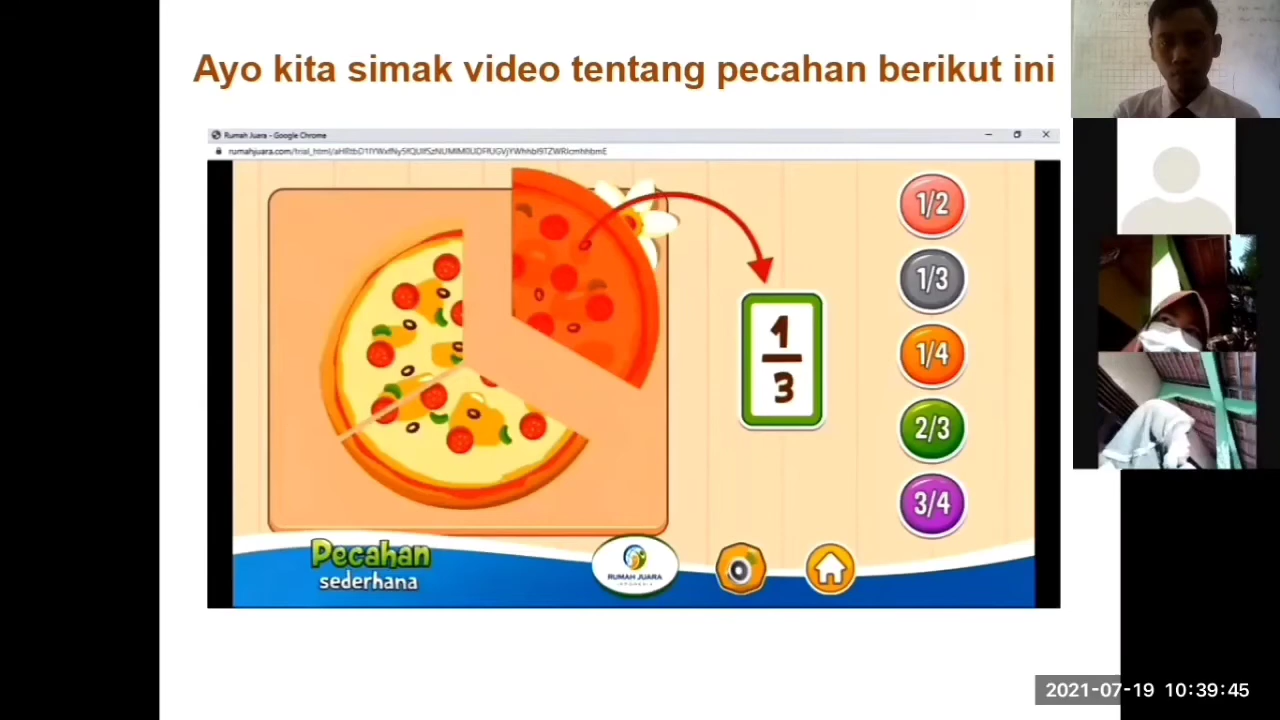 Ayo kita simak video tentang pecahan berikut ini
Rumah Juara - Google Chrome
1/2
1/3
1
3
1/4
2/3
3/4
Pecahan
sederhana
RUMAH JUARA
INDONESIA
2021-07-19 10:39:45